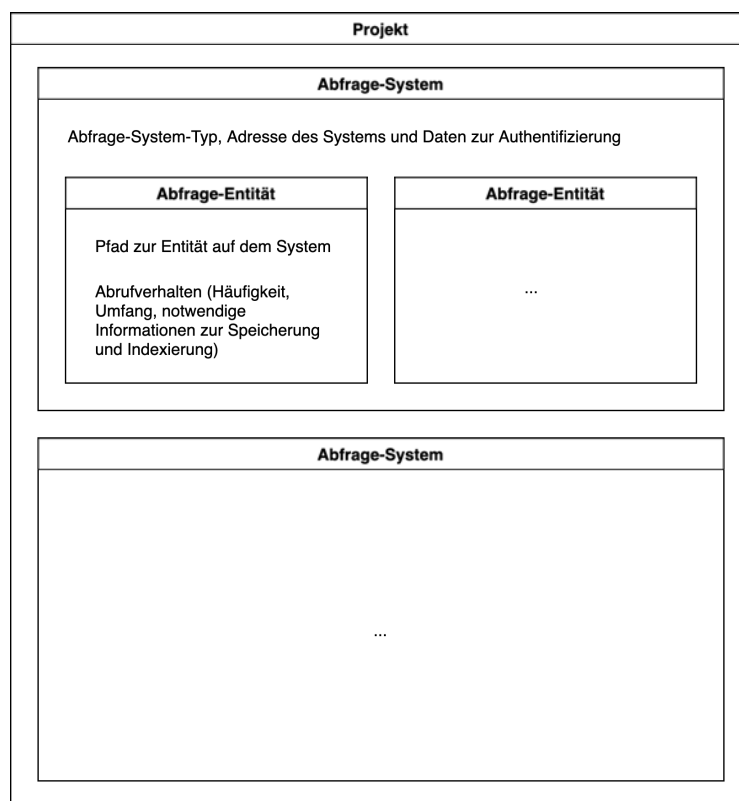 Projekt
Abfrage-System
Abfrage-System-Typ, Adresse des Systems und Daten zur Authentifizierung
Abfrage-Entität
Pfad zur Entität auf dem System
Abrufverhalten (Häufigkeit,
Umfang, notwendige
Informationen zur Speicherung
und Indexierung)
Abfrage-Entität
...
Abfrage-System
...